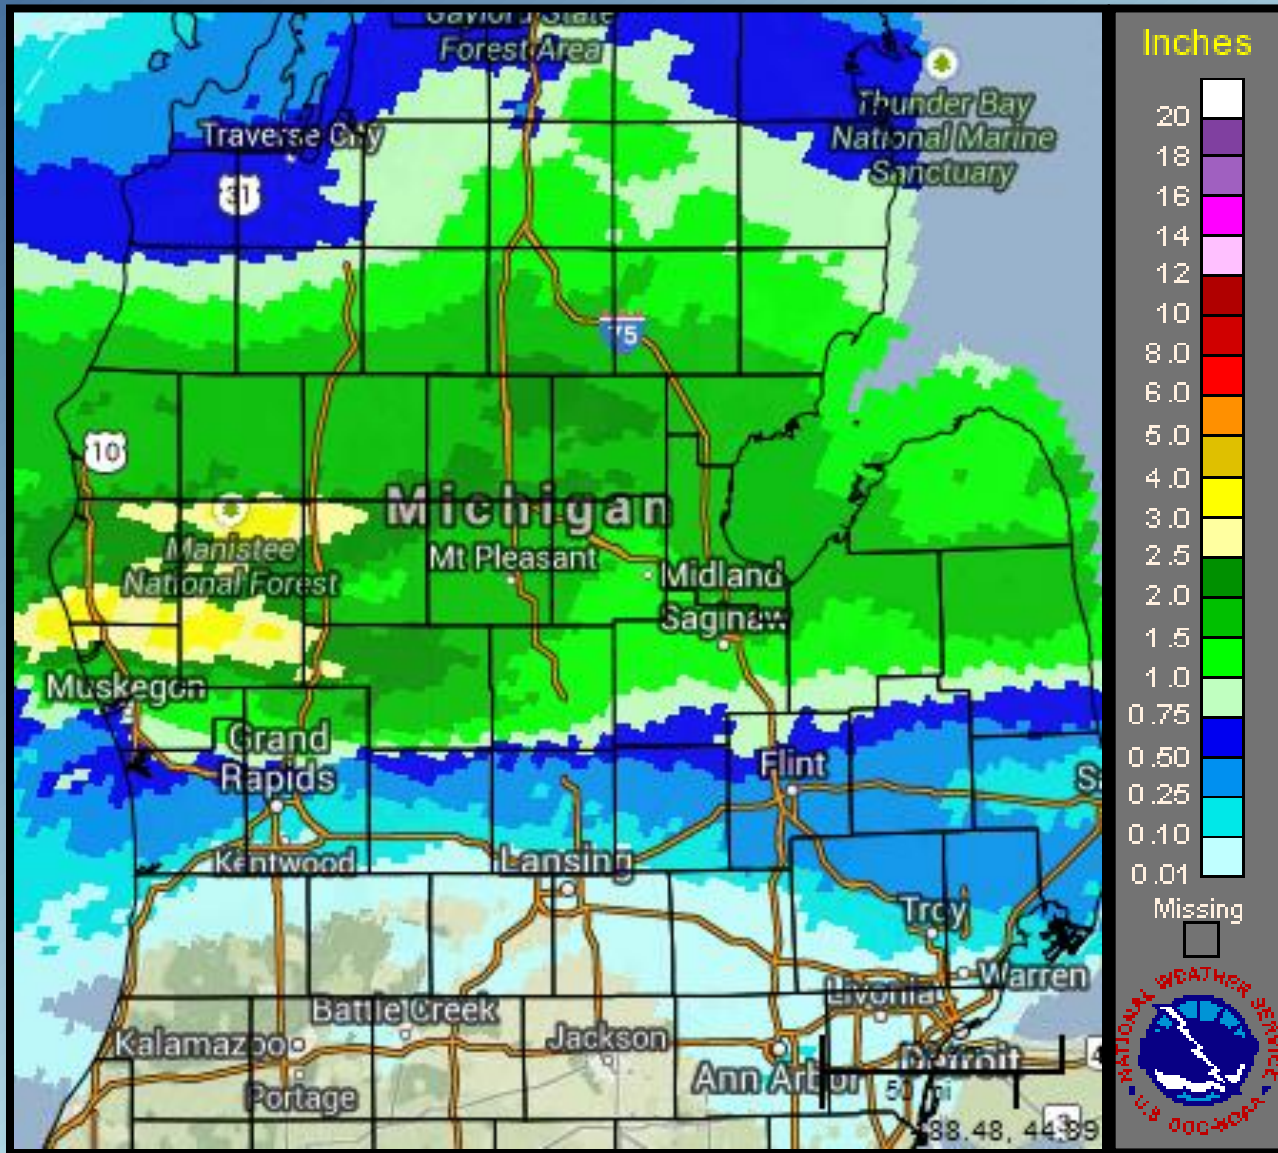 Gaylord State
Forest Area
Thunder Bay
National Marine
Sanctuary
Traverse City
31
75
10
Michigan
Manistee
National Forest
Mt Pleasant
Midland
Saginaw
Muskegon
Grand
Rapids
Flint
Kentwood
Lansing
Troy
Warren
Livonia
Battle Creek
Kalamazoo
Jackson
Detroit
Ann Arbor
Portage
50 mi
3
Inches
20
18
16
14
12
10
8.0
6.0
5.0
4.0
3.0
2.5
2.0
1.5
1.0
0.75
0.50
0.25
0.10
0.01
Missing
NATIONAL WEATHER SERVICE
U.S DOC-NOAA